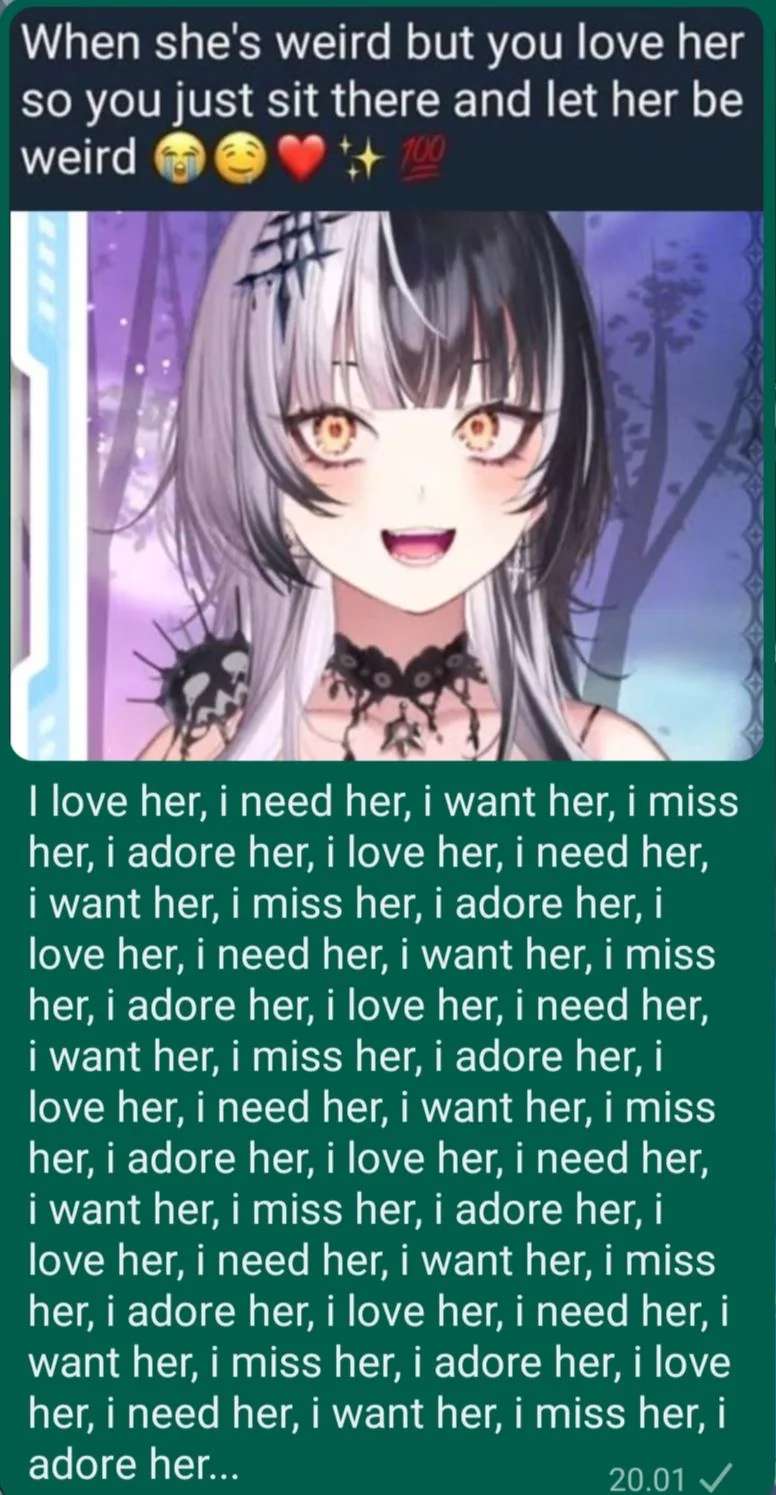 When she's weird but you love her
so you just sit there and let her be
weird 😭🤤❤️✨💯
I love her, i need her, i want her, i miss
her, i adore her, i love her, i need her,
i want her, i miss her, i adore her, i
love her, i need her, i want her, i miss
her, i adore her, i love her, i need her,
i want her, i miss her, i adore her, i
love her, i need her, i want her, i miss
her, i adore her, i love her, i need her,
i want her, i miss her, i adore her, i
love her, i need her, i want her, i miss
her, i adore her, i love her, i need her, i
want her, i miss her, i adore her, i love
her, i need her, i want her, i miss her, i
adore her...
20.01